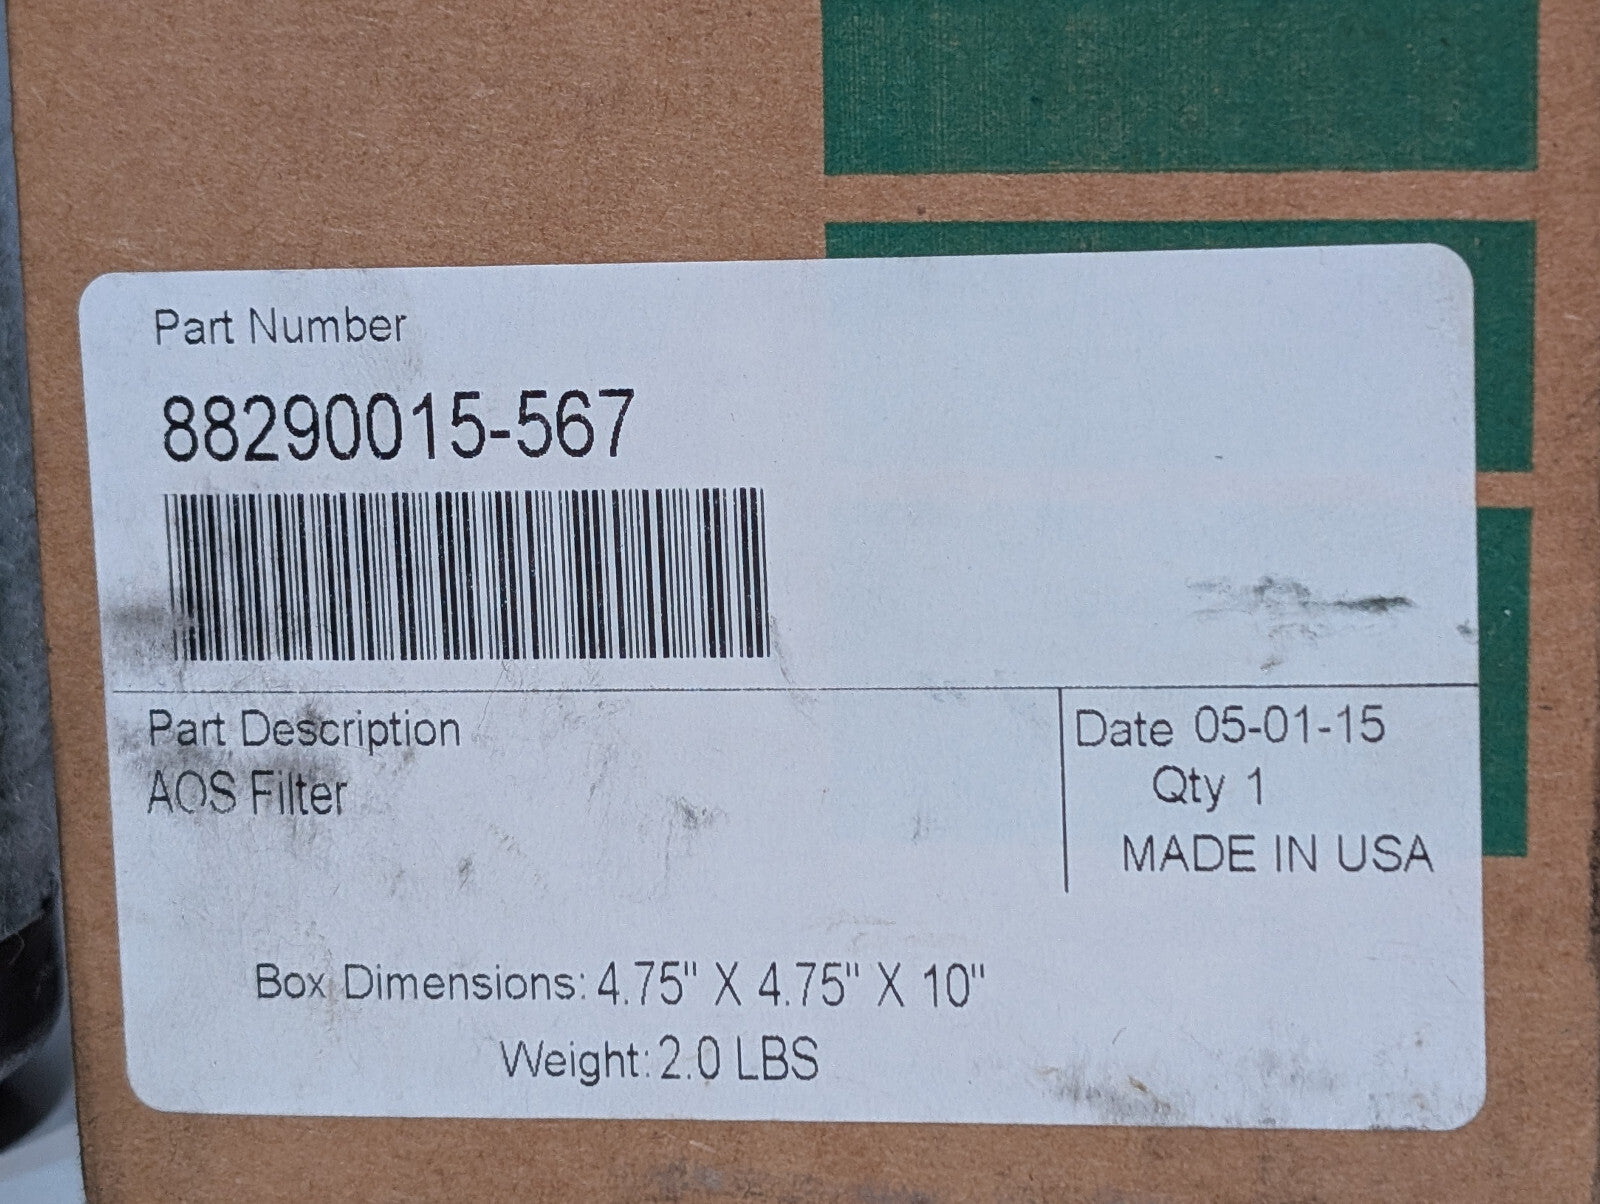 Part Number
88290015-567
Part Description
AOS Filter
Date 05-01-15
Qty 1
MADE IN USA
Box Dimensions: 4.75" X 4.75" X 10"
Weight: 2.0 LBS